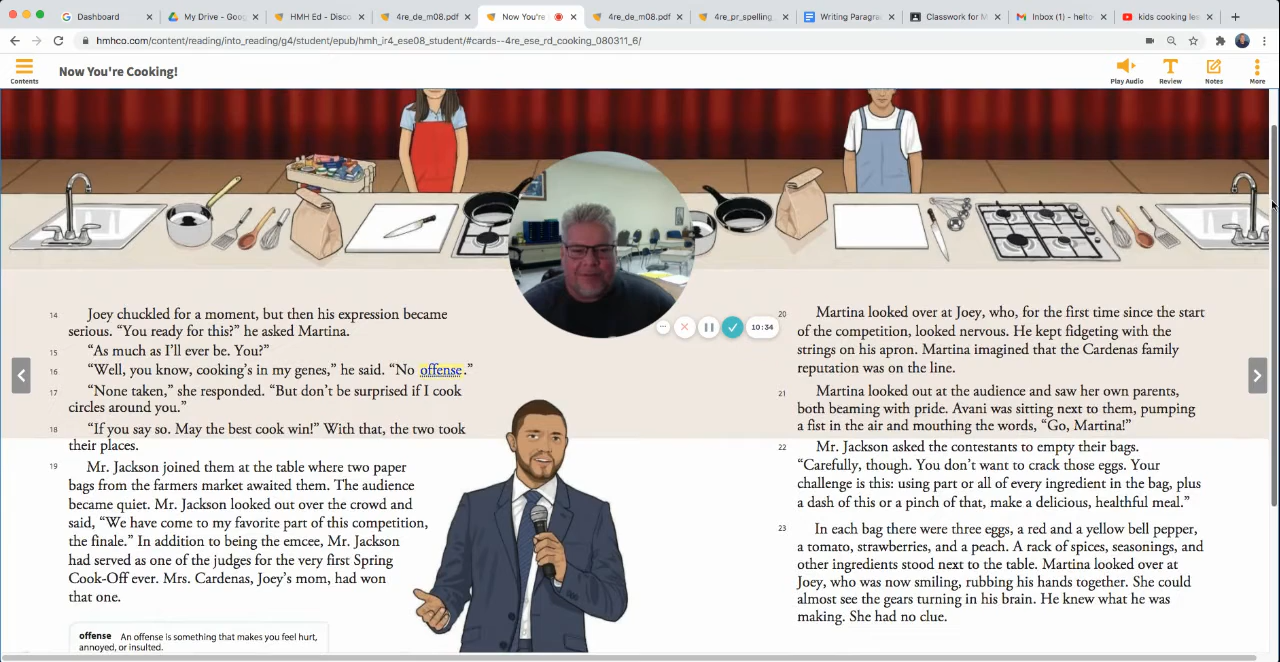 Dashboard
My Drive - Goo
HMH Ed - Disco
4re_de_m08.pdf
Now You're
4re_de_m08.pdf
4re_pr_spelling
Writing Paragra
Classwork for M
Inbox (1) - helto
kids cooking les
hmhco.com/content/reading/into_reading/g4/student/epub/hmh_ir4_ese08_student/#cards--4re_ese_rd_cooking_080311_6/
Contents
Now You're Cooking!
Play Audio
Review
Notes
More
14 Joey chuckled for a moment, but then his expression became
serious. “You ready for this?” he asked Martina.
15 “As much as I’ll ever be. You?”
16 “Well, you know, cooking’s in my genes,” he said. “No offense.”
17 “None taken,” she responded. “But don’t be surprised if I cook
circles around you.”
18 “If you say so. May the best cook win!” With that, the two took
their places.
19 Mr. Jackson joined them at the table where two paper
bags from the farmers market awaited them. The audience
became quiet. Mr. Jackson looked out over the crowd and
said, “We have come to my favorite part of this competition,
the finale.” In addition to being the emcee, Mr. Jackson
had served as one of the judges for the very first Spring
Cook-Off ever. Mrs. Cardenas, Joey’s mom, had won
that one.
offense An offense is something that makes you feel hurt,
annoyed, or insulted.
10:34
20 Martina looked over at Joey, who, for the first time since the start
of the competition, looked nervous. He kept fidgeting with the
strings on his apron. Martina imagined that the Cardenas family
reputation was on the line.
21 Martina looked out at the audience and saw her own parents,
both beaming with pride. Avani was sitting next to them, pumping
a fist in the air and mouthing the words, “Go, Martina!”
22 Mr. Jackson asked the contestants to empty their bags.
“Carefully, though. You don’t want to crack those eggs. Your
challenge is this: using part or all of every ingredient in the bag, plus
a dash of this or a pinch of that, make a delicious, healthful meal.”
23 In each bag there were three eggs, a red and a yellow bell pepper,
a tomato, strawberries, and a peach. A rack of spices, seasonings, and
other ingredients stood next to the table. Martina looked over at
Joey, who was now smiling, rubbing his hands together. She could
almost see the gears turning in his brain. He knew what he was
making. She had no clue.